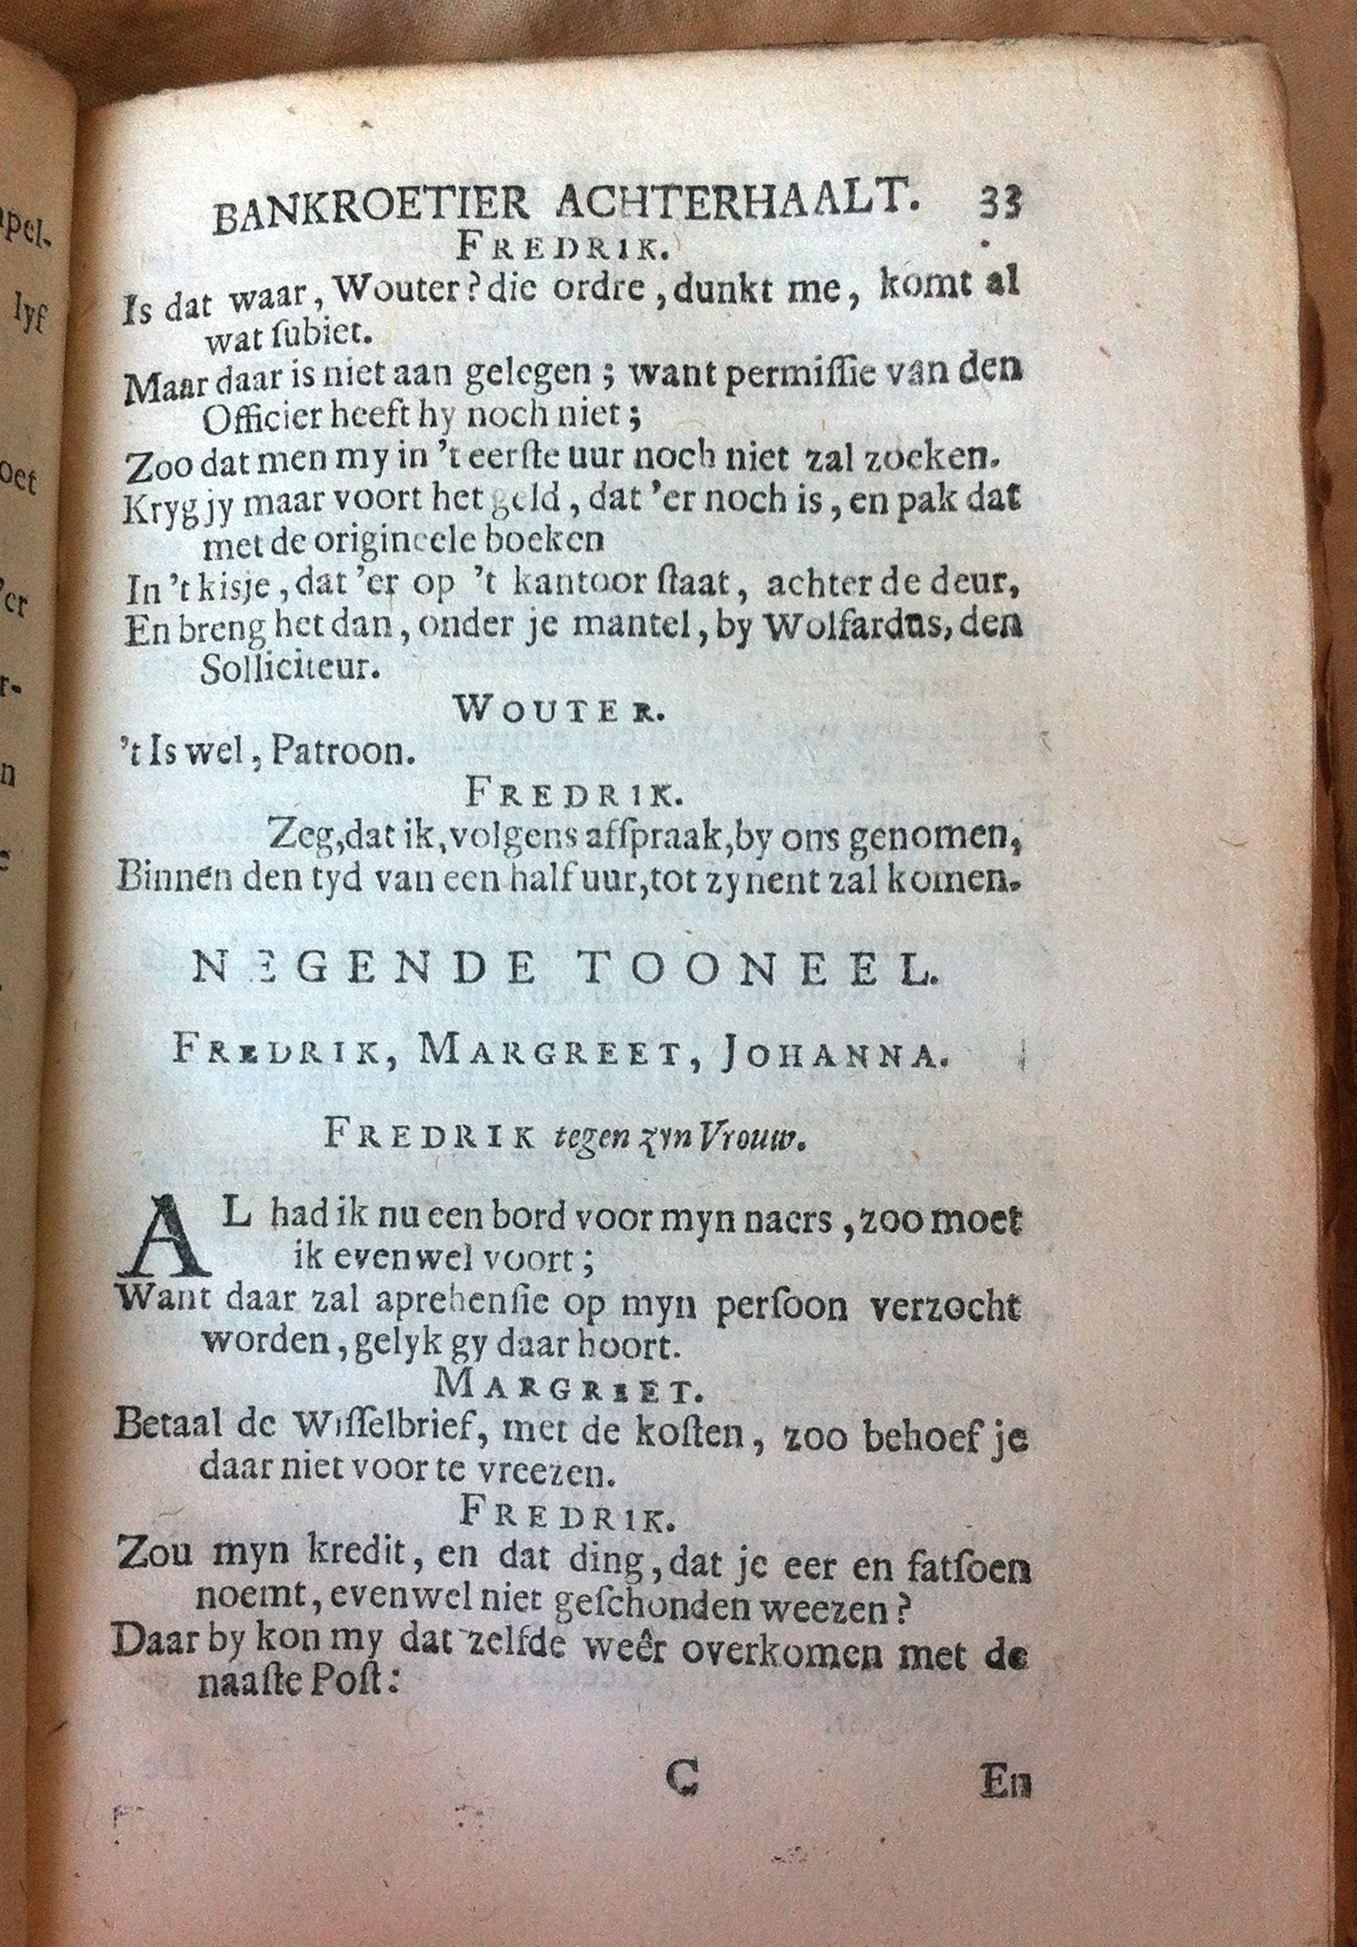 BANKROETIER ACHTERHAALT. 33
FREDRIK.
Is dat waar, Wouter? die ordre, dunkt me, komt al
wat ſubiet.
Maar daar is niet aan gelegen; want permiſſie van den
Officier heeft hy noch niet;
Zoo dat men my in 't eerſte uur noch niet zal zoeken.
Kryg jy maar voort het geld, dat 'er noch is, en pak dat
met de origineele boeken
In 't kisje, dat 'er op 't kantoor ſtaat, achter de deur,
En breng het dan, onder je mantel, by Wolfardus, den
Solliciteur.
WOUTER.
't Is wel, Patroon.
FREDRIK.
Zeg, dat ik, volgens afſpraak, by ons genomen,
Binnen den tyd van een half uur, tot zynent zal komen.
NEGENDE TOONEEL.
FREDRIK, MARGREET, JOHANNA.
FREDRIK tegen zyn Vrouw.
AL had ik nu een bord voor myn naers, zoo moet
ik evenwel voort;
Want daar zal aprehenſie op myn perſoon verzocht
worden, gelyk gy daar hoort.
MARGREET.
Betaal de Wiſſelbrief, met de koſten, zoo behoef je
daar niet voor te vreezen.
FREDRIK.
Zou myn kredit, en dat ding, dat je eer en fatſoen
noemt, evenwel niet geſchonden weezen?
Daar by kon my dat zelfde weêr overkomen met de
naaſte Poſt:
C En